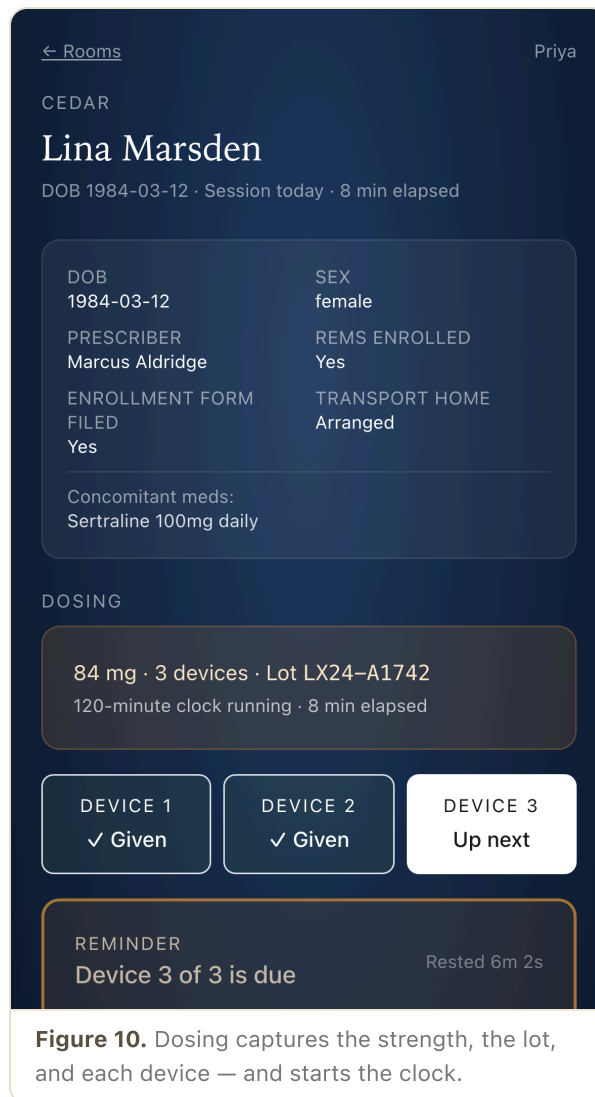 ← Rooms
Priya
CEDAR
Lina Marsden
DOB 1984-03-12 · Session today · 8 min elapsed
DOB
1984-03-12
SEX
female
PRESCRIBER
Marcus Aldridge
REMS ENROLLED
Yes
ENROLLMENT FORM
FILED
Yes
TRANSPORT HOME
Arranged
Concomitant meds:
Sertraline 100mg daily
DOSING
84 mg · 3 devices · Lot LX24–A1742
120-minute clock running · 8 min elapsed
DEVICE 1
✓ Given
DEVICE 2
✓ Given
DEVICE 3
Up next
REMINDER
Device 3 of 3 is due
Rested 6m 2s
Figure 10. Dosing captures the strength, the lot,
and each device — and starts the clock.